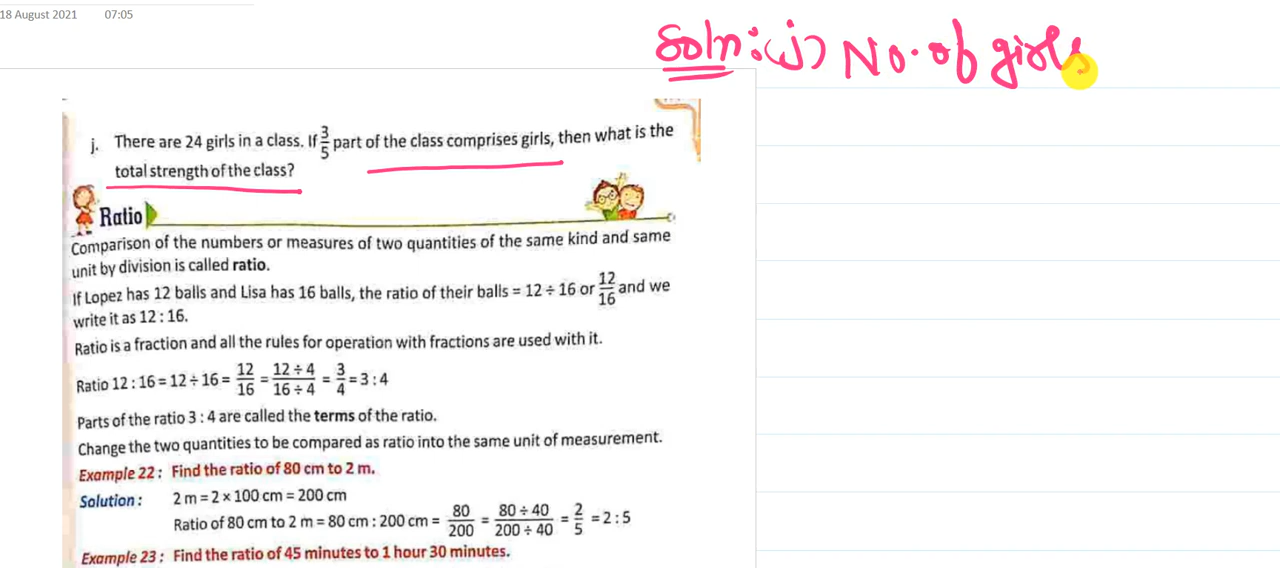 18 August 2021 07:05
Soln: (j) No. of girls
j. There are 24 girls in a class. If 3/5 part of the class comprises girls, then what is the
total strength of the class?
Ratio
Comparison of the numbers or measures of two quantities of the same kind and same
unit by division is called ratio.
If Lopez has 12 balls and Lisa has 16 balls, the ratio of their balls = 12 ÷ 16 or 12/16 and we
write it as 12 : 16.
Ratio is a fraction and all the rules for operation with fractions are used with it.
Ratio 12 : 16 = 12 ÷ 16 = 12/16 = 12 ÷ 4/16 ÷ 4 = 3/4 = 3 : 4
Parts of the ratio 3 : 4 are called the terms of the ratio.
Change the two quantities to be compared as ratio into the same unit of measurement.
Example 22 : Find the ratio of 80 cm to 2 m.
Solution : 2 m = 2 × 100 cm = 200 cm
Ratio of 80 cm to 2 m = 80 cm : 200 cm = 80/200 = 80 ÷ 40/200 ÷ 40 = 2/5 = 2 : 5
Example 23 : Find the ratio of 45 minutes to 1 hour 30 minutes.